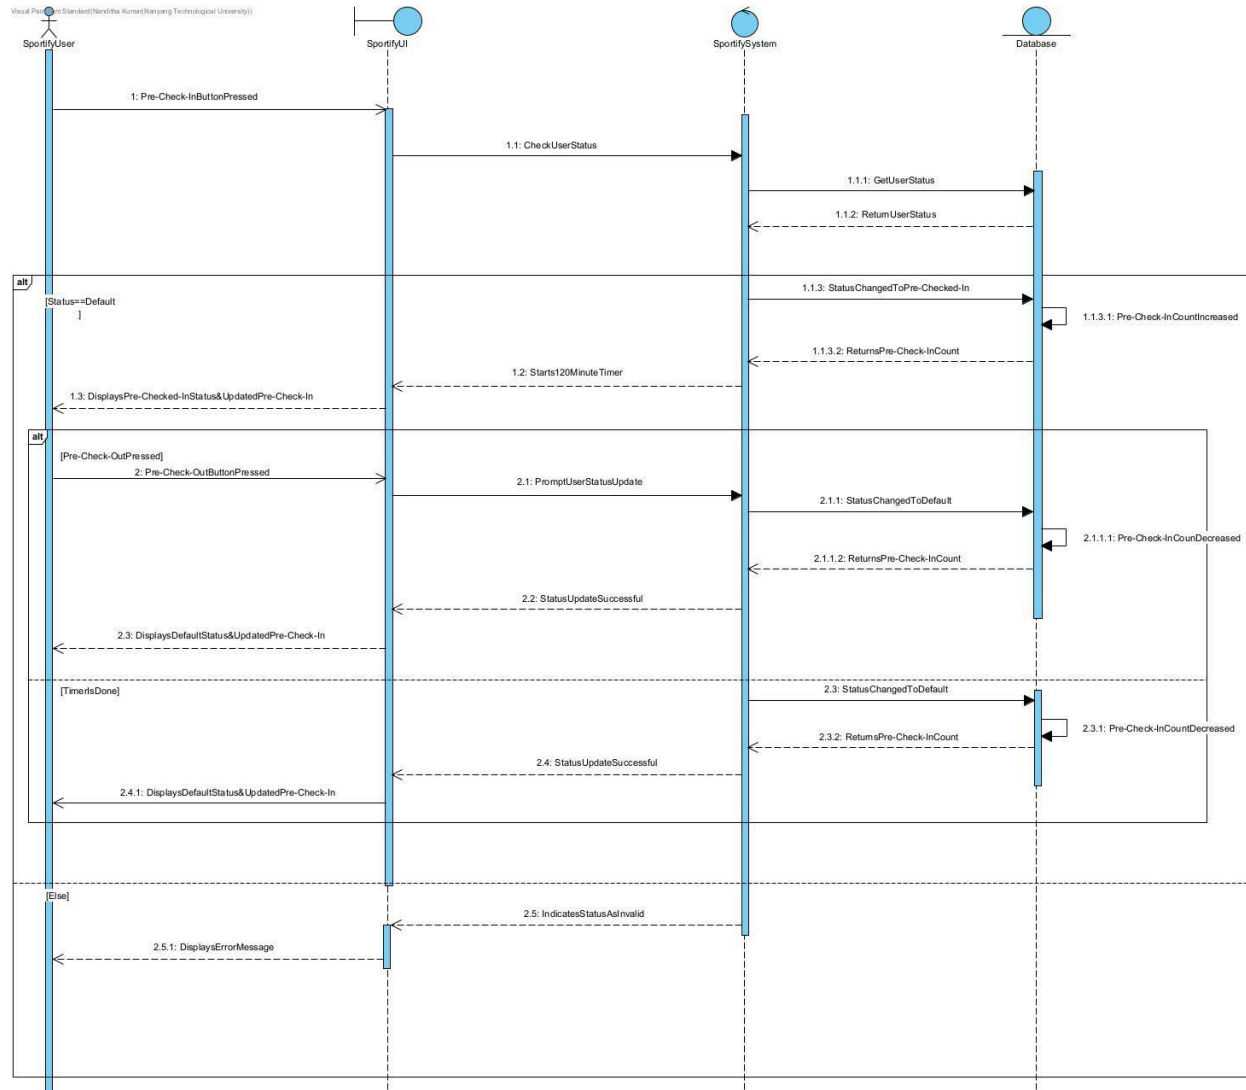 Visual Paradigm Standard(Nanditha Kumar(Nanyang Technological University))
SportifyUser
SportifyUI
SportifySystem
Database
1: Pre-Check-InButtonPressed
1.1: CheckUserStatus
1.1.1: GetUserStatus
1.1.2: ReturnUserStatus
alt
[Status==Default
]
1.1.3: StatusChangedToPre-Checked-In
1.1.3.1: Pre-Check-InCountIncreased
1.1.3.2: ReturnsPre-Check-InCount
1.2: Starts120MinuteTimer
1.3: DisplaysPre-Checked-InStatus&UpdatedPre-Check-In
alt
[Pre-Check-OutPressed]
2: Pre-Check-OutButtonPressed
2.1: PromptUserStatusUpdate
2.1.1: StatusChangedToDefault
2.1.1.1: Pre-Check-InCounDecreased
2.1.1.2: ReturnsPre-Check-InCount
2.2: StatusUpdateSuccessful
2.3: DisplaysDefaultStatus&UpdatedPre-Check-In
[TimerIsDone]
2.3: StatusChangedToDefault
2.3.1: Pre-Check-InCountDecreased
2.3.2: ReturnsPre-Check-InCount
2.4: StatusUpdateSuccessful
2.4.1: DisplaysDefaultStatus&UpdatedPre-Check-In
[Else]
2.5: IndicatesStatusAsInvalid
2.5.1: DisplaysErrorMessage